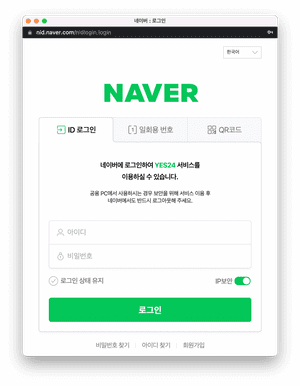 네이버 : 로그인
nid.naver.com/nidlogin.login
한국어
NAVER
ID 로그인
1 일회용 번호
QR코드
네이버에 로그인하여 YES24 서비스를
이용하실 수 있습니다.
공용 PC에서 사용하시는 경우 보안을 위해 서비스 이용 후
네이버에서도 반드시 로그아웃해 주세요.
아이디
비밀번호
로그인 상태 유지
IP보안
로그인
비밀번호 찾기
아이디 찾기
회원가입